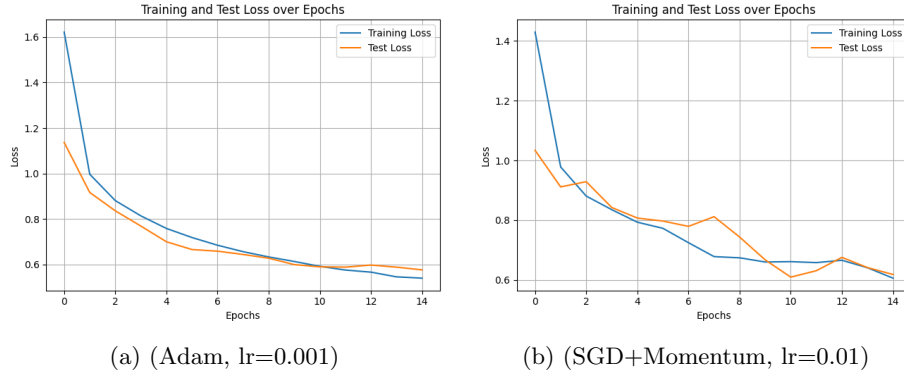 Training and Test Loss over Epochs
Training Loss
Test Loss
1.6
1.4
1.2
1.0
0.8
0.6
Loss
0 2 4 6 8 10 12 14
Epochs
(a) (Adam, lr=0.001)
Training and Test Loss over Epochs
Training Loss
Test Loss
1.4
1.2
1.0
0.8
0.6
Loss
0 2 4 6 8 10 12 14
Epochs
(b) (SGD+Momentum, lr=0.01)